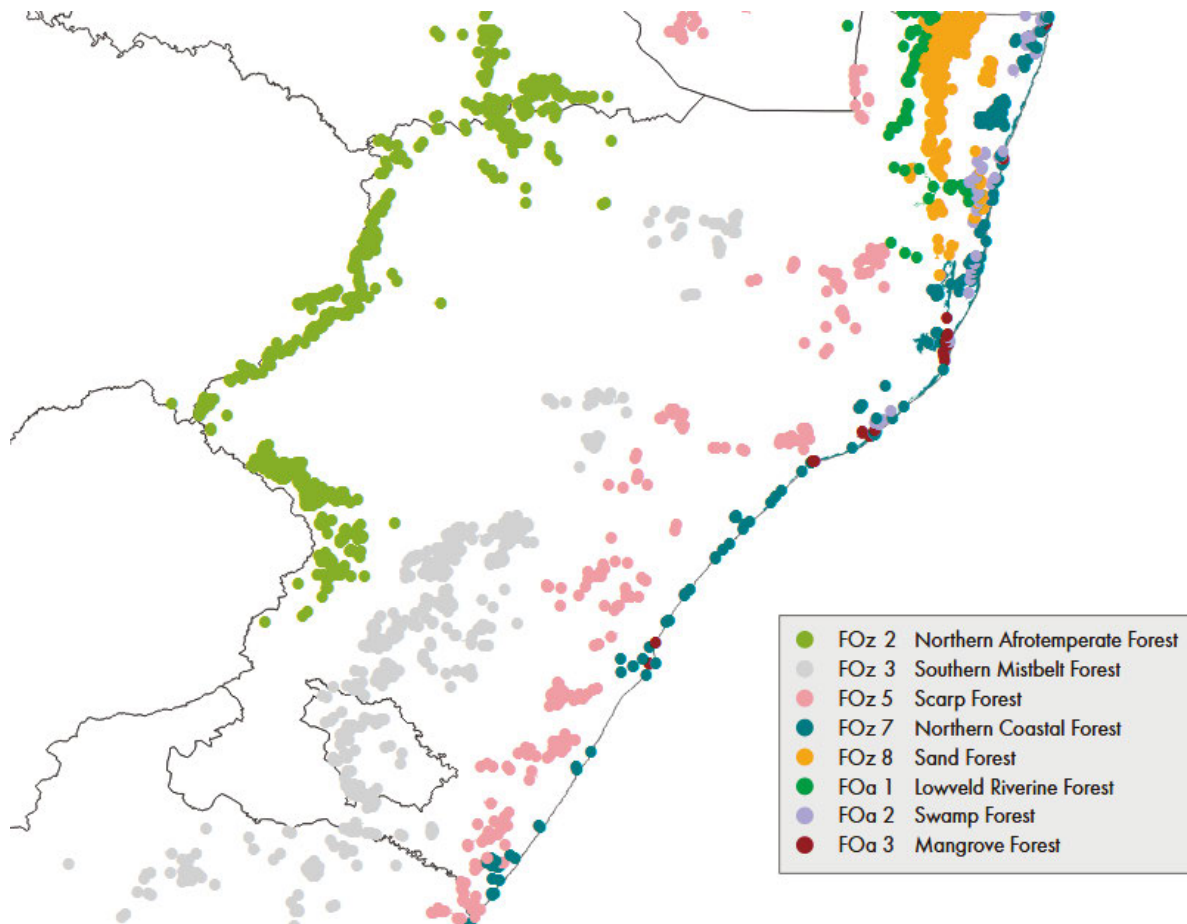 FOz 2 Northern Afrotemperate Forest
FOz 3 Southern Mistbelt Forest
FOz 5 Scarp Forest
FOz 7 Northern Coastal Forest
FOz 8 Sand Forest
FOa 1 Lowveld Riverine Forest
FOa 2 Swamp Forest
FOa 3 Mangrove Forest